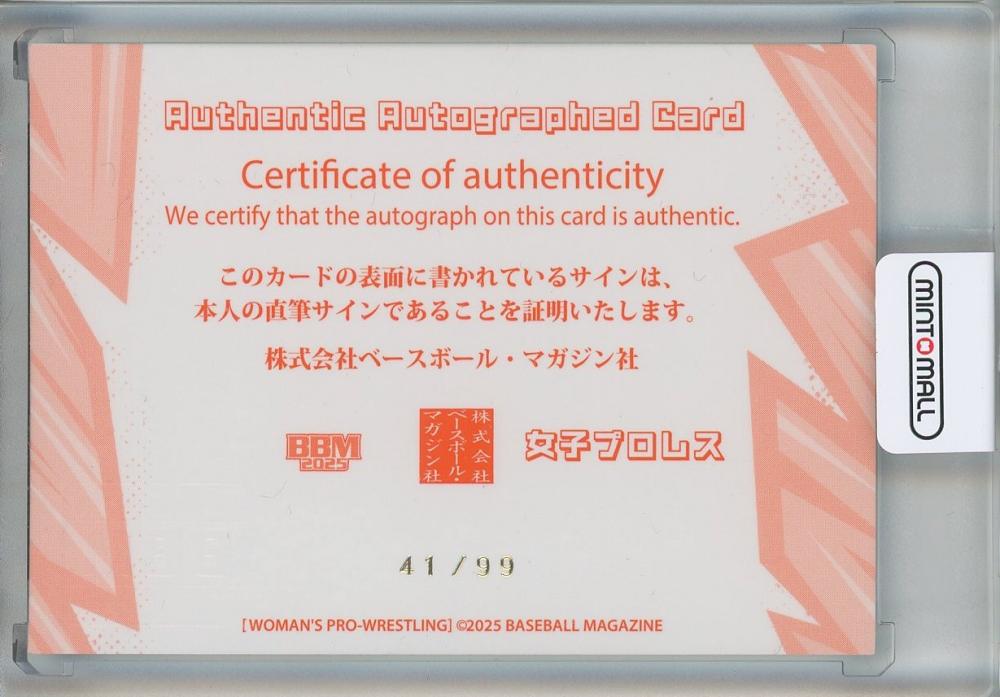 Authentic Autographed Card
Certificate of authenticity
We certify that the autograph on this card is authentic.
このカードの表面に書かれているサインは、
本人の直筆サインであることを証明いたします。
株式会社ベースボール・マガジン社
BBM
2025
株式会社
ベースボール・
マガジン社
女子プロレス
41/99
[WOMAN'S PRO-WRESTLING] ©2025 BASEBALL MAGAZINE
MINTOMALL